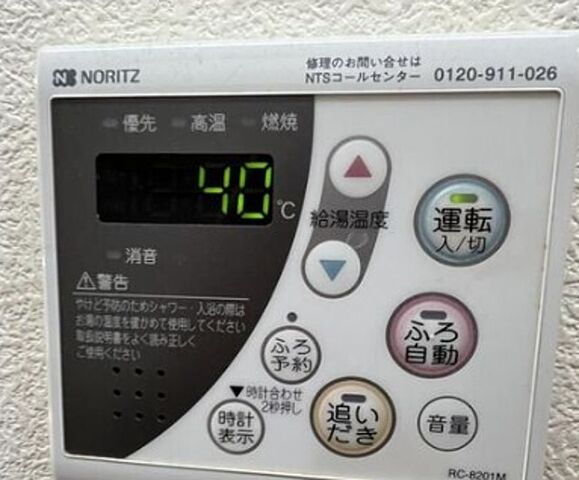 NORITZ
修理のお問い合せは
NTSコールセンター 0120-911-026
優先 高温 燃焼
40 ℃
給湯温度
運転
入/切
消音
⚠警告
やけど予防のためシャワー・入浴の際は
お湯の温度を確かめて使用してください
取扱説明書をよく読み正しく
ご使用ください
ふろ
自動
ふろ
予約
▼時計合わせ
2秒押し
時計
表示
追い
だき
音量
RC-8201M